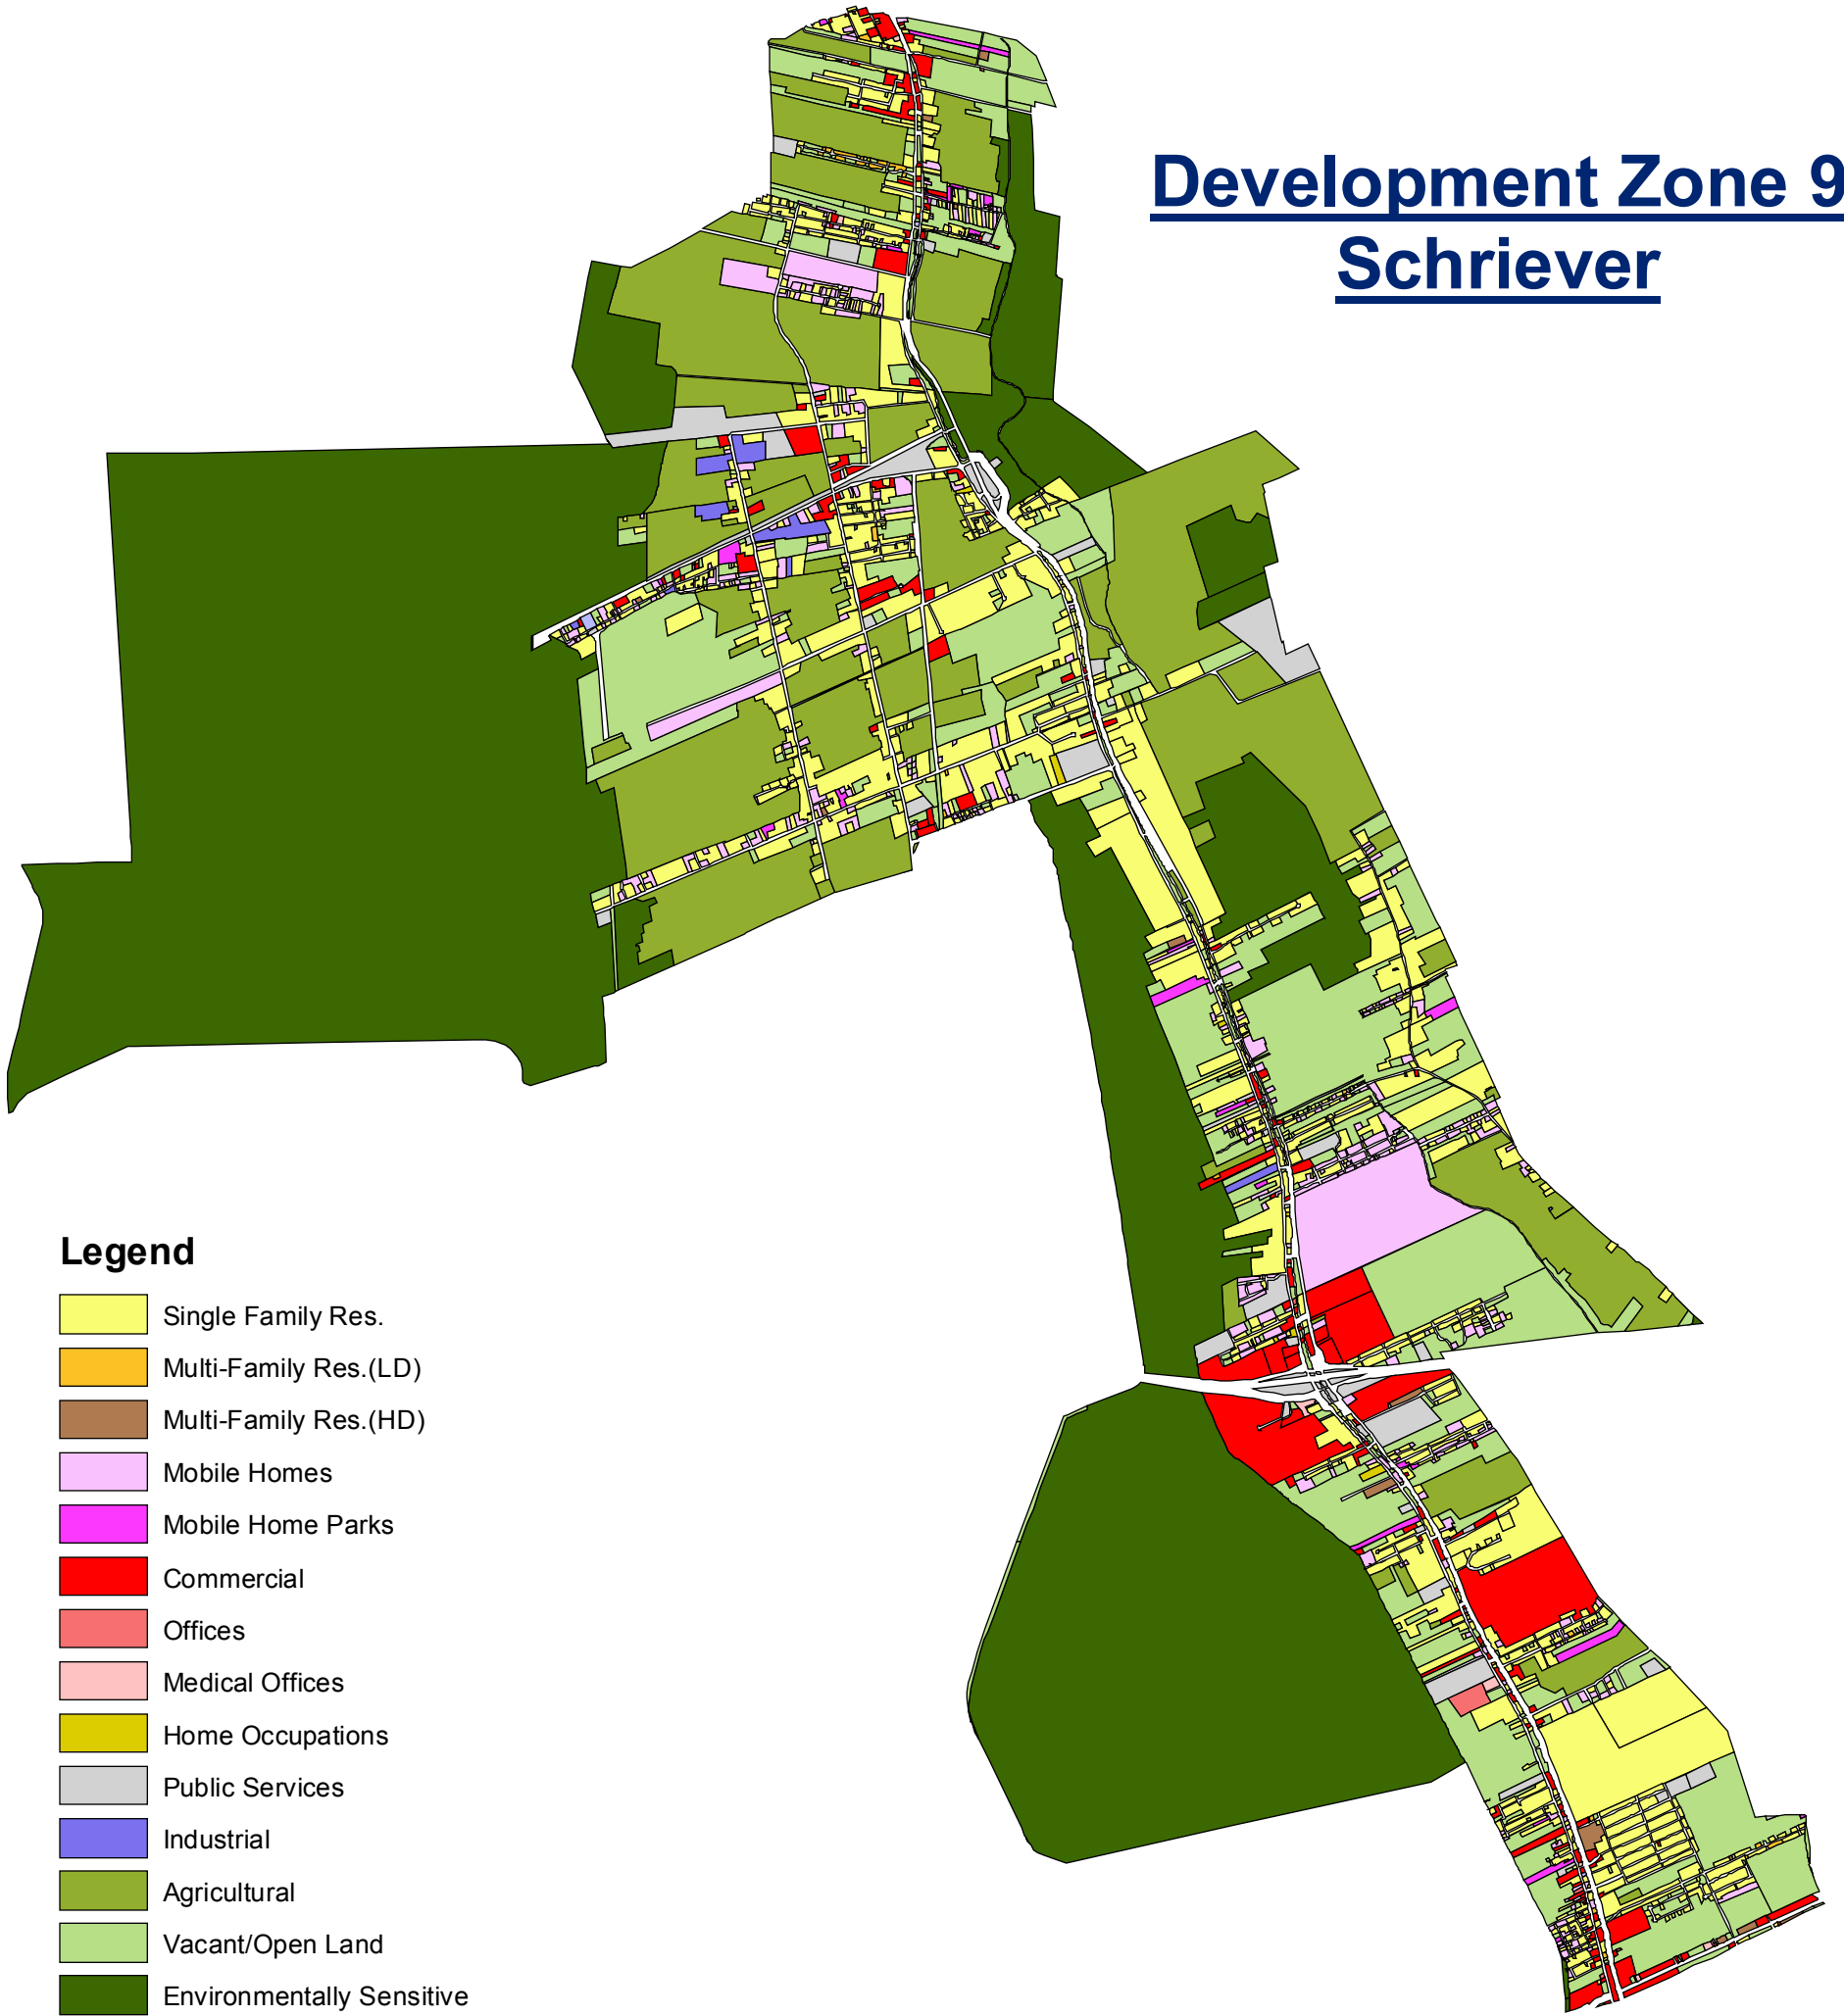 Development Zone 9
Schriever
Legend
Single Family Res.
Multi-Family Res.(LD)
Multi-Family Res.(HD)
Mobile Homes
Mobile Home Parks
Commercial
Offices
Medical Offices
Home Occupations
Public Services
Industrial
Agricultural
Vacant/Open Land
Environmentally Sensitive